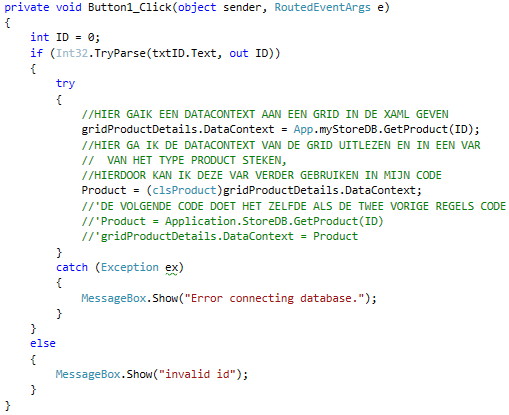 private void Button1_Click(object sender, RoutedEventArgs e)
{
    int ID = 0;
    if (Int32.TryParse(txtID.Text, out ID))
    {
        try
        {
            //HIER GAIK EEN DATACONTEXT AAN EEN GRID IN DE XAML GEVEN
            gridProductDetails.DataContext = App.myStoreDB.GetProduct(ID);
            //HIER GA IK DE DATACONTEXT VAN DE GRID UITLEZEN EN IN EEN VAR
            //  VAN HET TYPE PRODUCT STEKEN,
            //HIERDOOR KAN IK DEZE VAR VERDER GEBRUIKEN IN MIJN CODE
            Product = (clsProduct)gridProductDetails.DataContext;
            //'DE VOLGENDE CODE DOET HET ZELFDE ALS DE TWEE VORIGE REGELS CODE
            //'Product = Application.StoreDB.GetProduct(ID)
            //'gridProductDetails.DataContext = Product
        }
        catch (Exception ex)
        {
            MessageBox.Show("Error connecting database.");
        }
    }
    else
    {
        MessageBox.Show("invalid id");
    }
}